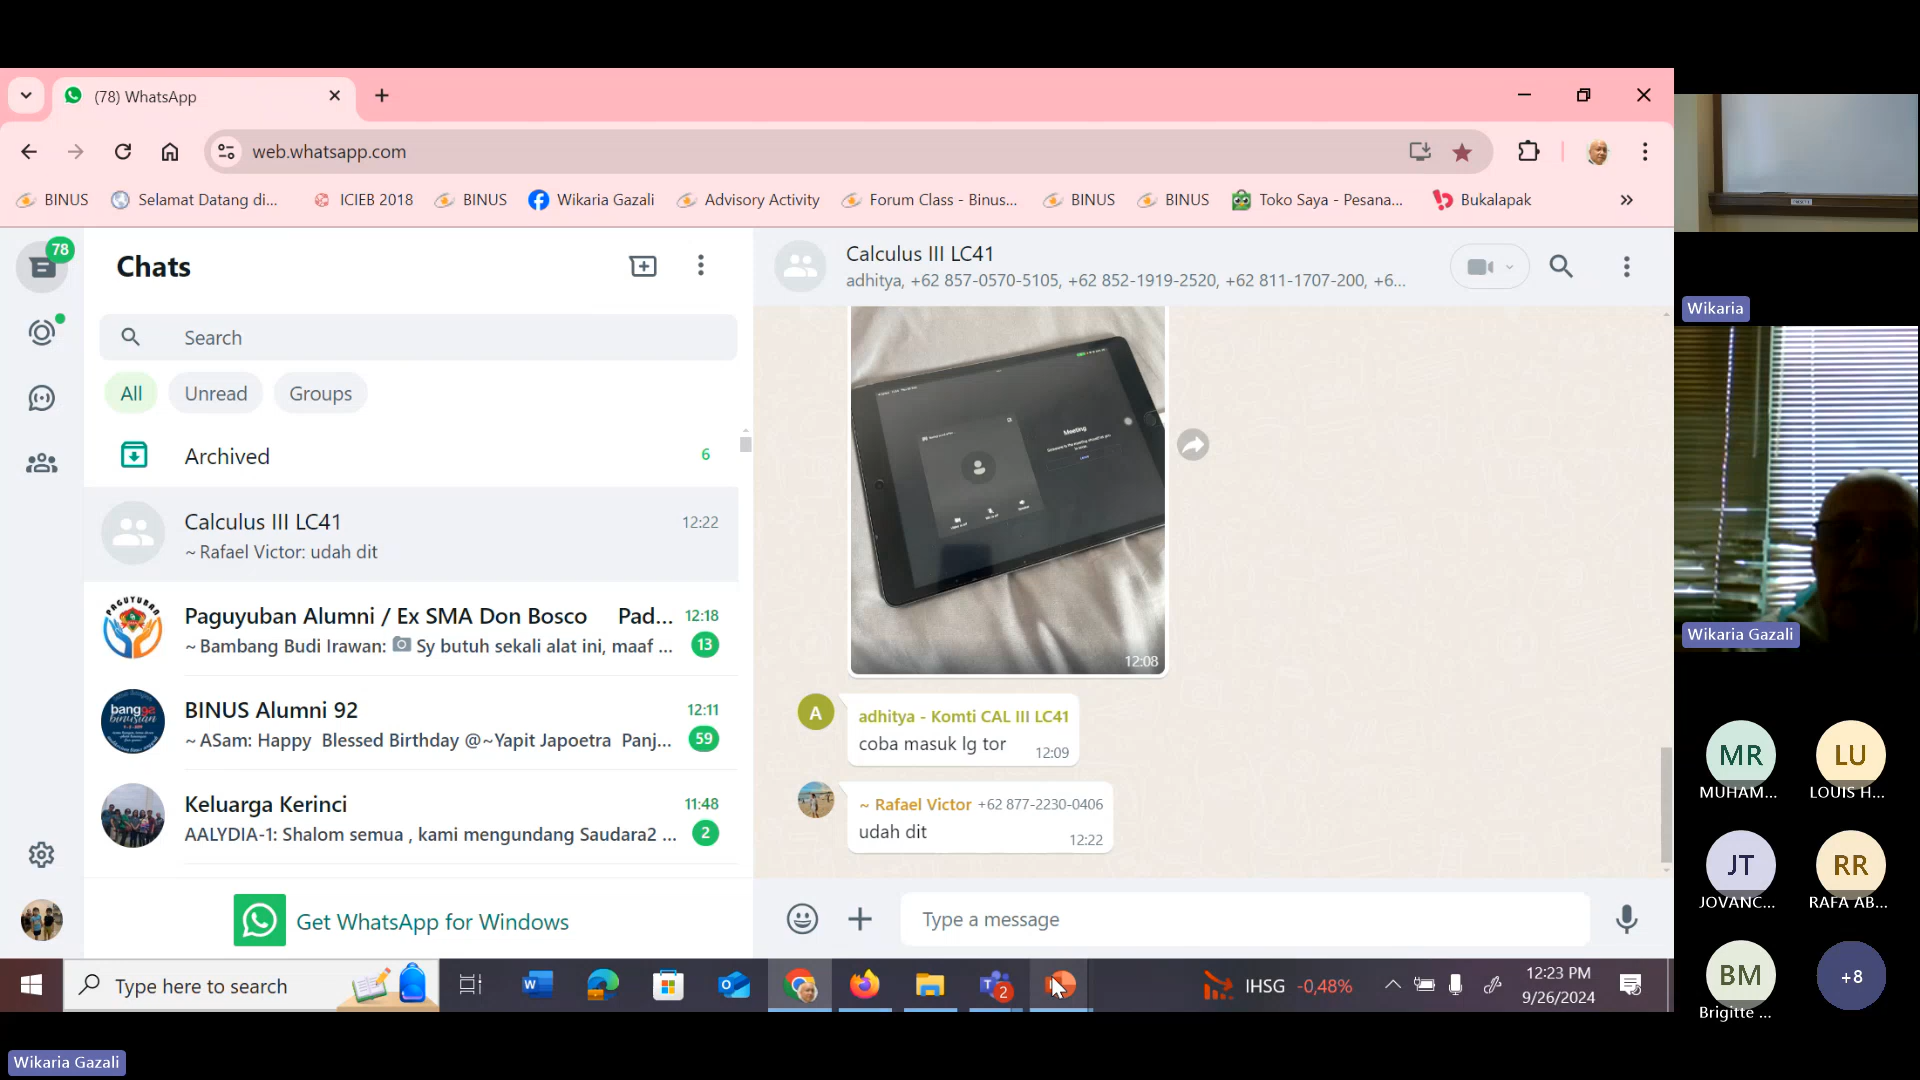 (78) WhatsApp
web.whatsapp.com
BINUS
Selamat Datang di...
ICIEB 2018
BINUS
Wikaria Gazali
Advisory Activity
Forum Class - Binus...
BINUS
BINUS
Toko Saya - Pesana...
Bukalapak
78
Chats
Search
All
Unread
Groups
Archived
6
Calculus III LC41
12:22
~ Rafael Victor: udah dit
Paguyuban Alumni / Ex SMA Don Bosco Pad...
12:18
~ Bambang Budi Irawan: Sy butuh sekali alat ini, maaf ...
13
BINUS Alumni 92
12:11
~ ASam: Happy Blessed Birthday @~Yapit Japoetra Panj...
59
Keluarga Kerinci
11:48
AALYDIA-1: Shalom semua , kami mengundang Saudara2 ...
2
Get WhatsApp for Windows
Calculus III LC41
adhitya, +62 857-0570-5105, +62 852-1919-2520, +62 811-1707-200, +6...
Meeting
12:08
A
adhitya - Komti CAL III LC41
coba masuk lg tor
12:09
~ Rafael Victor +62 877-2230-0406
udah dit
12:22
Type a message
Type here to search
2
IHSG -0,48%
12:23 PM
9/26/2024
Wikaria
Wikaria Gazali
MR
MUHAM...
LU
LOUIS H...
JT
JOVANC...
RR
RAFA AB...
BM
Brigitte ...
+8
Wikaria Gazali